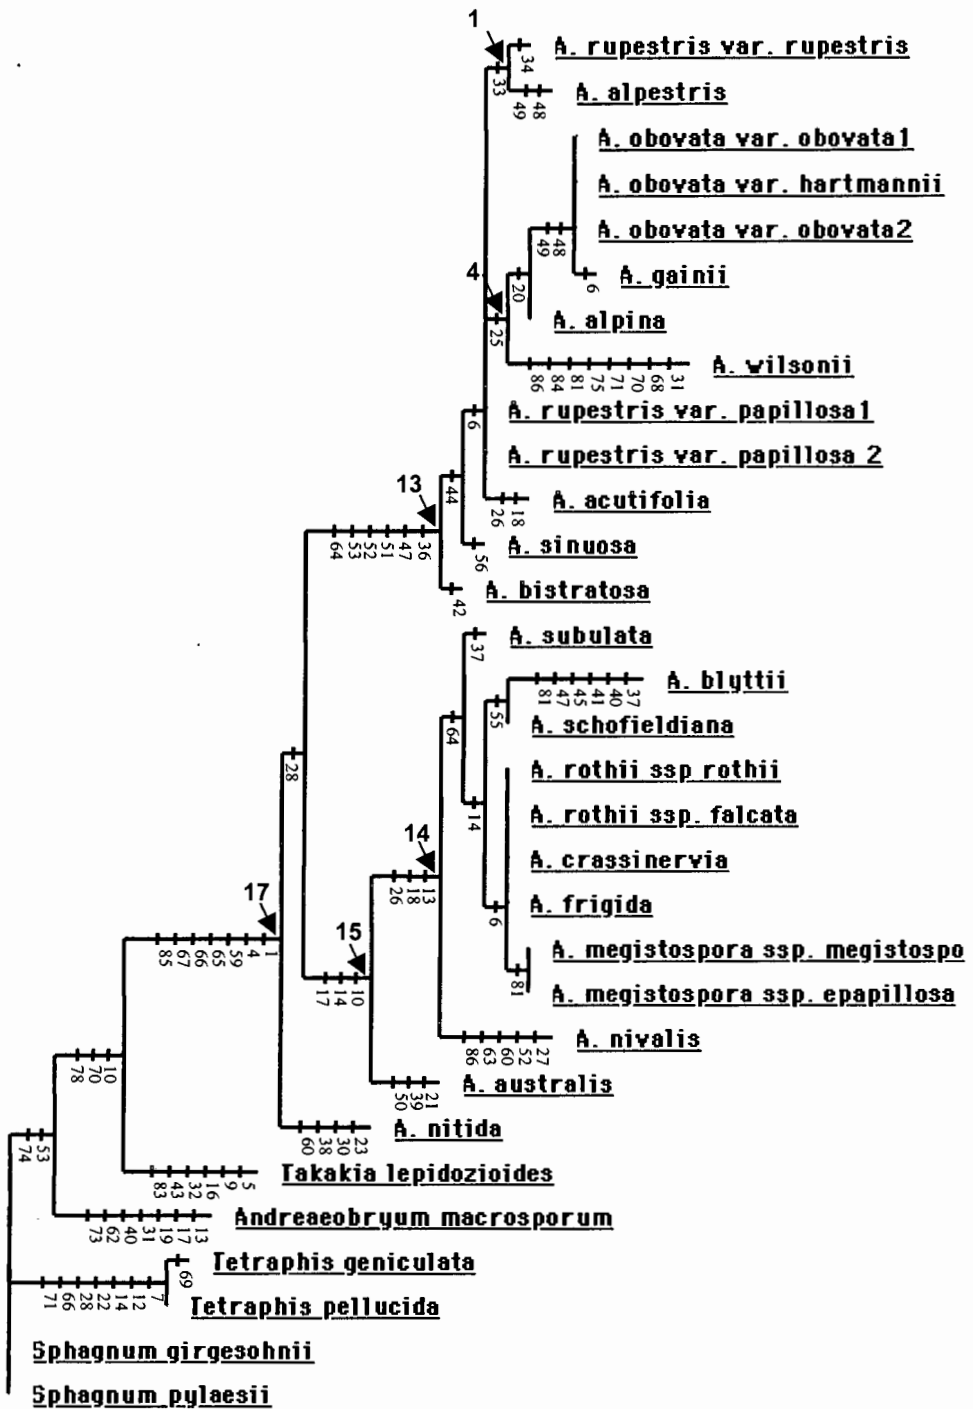 1
A. rupestris var. rupestris
34
33
A. alpestris
49 48
A. obovata var. obovata1
A. obovata var. hartmannii
A. obovata var. obovata2
49 48
4
A. gainii
6
20
A. alpina
25
A. wilsonii
86 84 81 75 71 70 68 31
A. rupestris var. papillosa1
6
A. rupestris var. papillosa 2
13
44
A. acutifolia
26 18
64 53 52 51 47 36
A. sinuosa
56
A. bistratosa
42
A. subulata
37
A. blyttii
81 47 45 41 40 37
55
A. schofieldiana
64
28
A. rothii ssp rothii
14
A. rothii ssp. falcata
14
A. crassinervia
26 18 13
17
A. frigida
6
15
85 67 66 65 59 4 1
A. megistospora ssp. megistospo
81
17 14 10
A. megistospora ssp. epapillosa
A. nivalis
86 63 60 52 27
78 70 10
A. australis
50 39 21
A. nitida
60 38 30 23
74 53
Takakia lepidozioides
83 43 32 16 9 5
Andreaeobryum macrosporum
73 62 40 31 19 17 13
Tetraphis geniculata
69
71 66 28 22 14 12 7
Tetraphis pellucida
Sphagnum girgesohnii
Sphagnum pylaesii